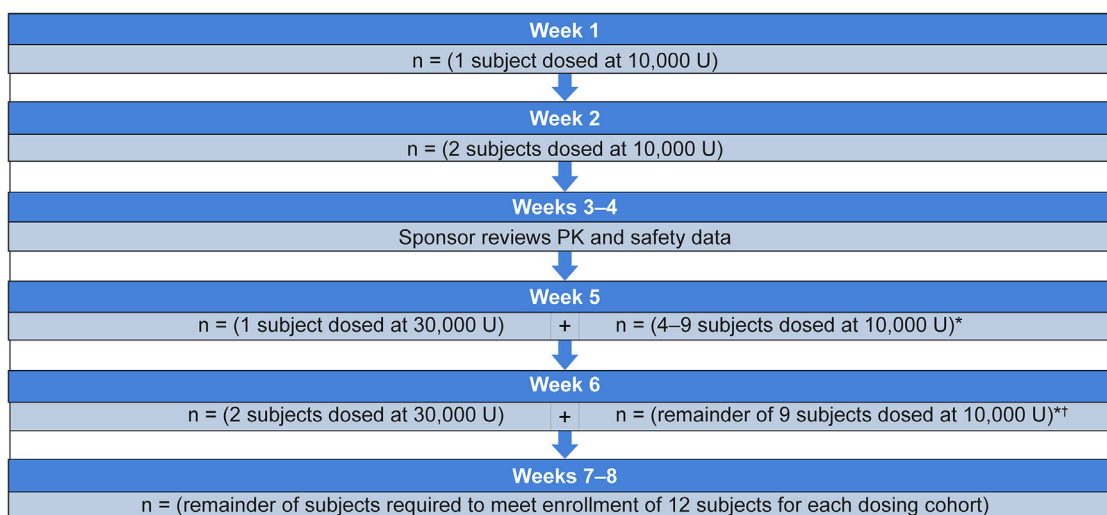 Week 1
n = (1 subject dosed at 10,000 U)
Week 2
n = (2 subjects dosed at 10,000 U)
Weeks 3–4
Sponsor reviews PK and safety data
Week 5
n = (1 subject dosed at 30,000 U) + n = (4–9 subjects dosed at 10,000 U)*
Week 6
n = (2 subjects dosed at 30,000 U) + n = (remainder of 9 subjects dosed at 10,000 U)*†
Weeks 7–8
n = (remainder of subjects required to meet enrollment of 12 subjects for each dosing cohort)